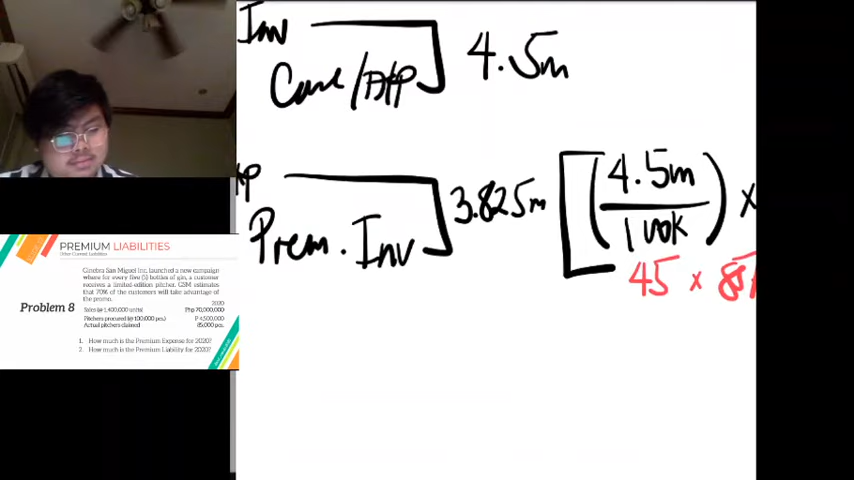 Inv
Case/A/P
4.5m
xp
Prem. Inv
3.825m
4.5m
100K
x
45 x 85
PREMIUM LIABILITIES
Other Current Liabilities
Problem 8
Ginebra San Miguel Inc. launched a new campaign
where for every five (5) bottles of gin, a customer
receives a limited-edition pitcher. GSM estimates
that 70% of the customers will take advantage of
the promo.
2020
Sales (@ 1,400,000 units) Php 70,000,000
Pitchers procured (@ 100,000 pcs.) P 4,500,000
Actual pitchers claimed 85,000 pcs.
1. How much is the Premium Expense for 2020?
2. How much is the Premium Liability for 2020?